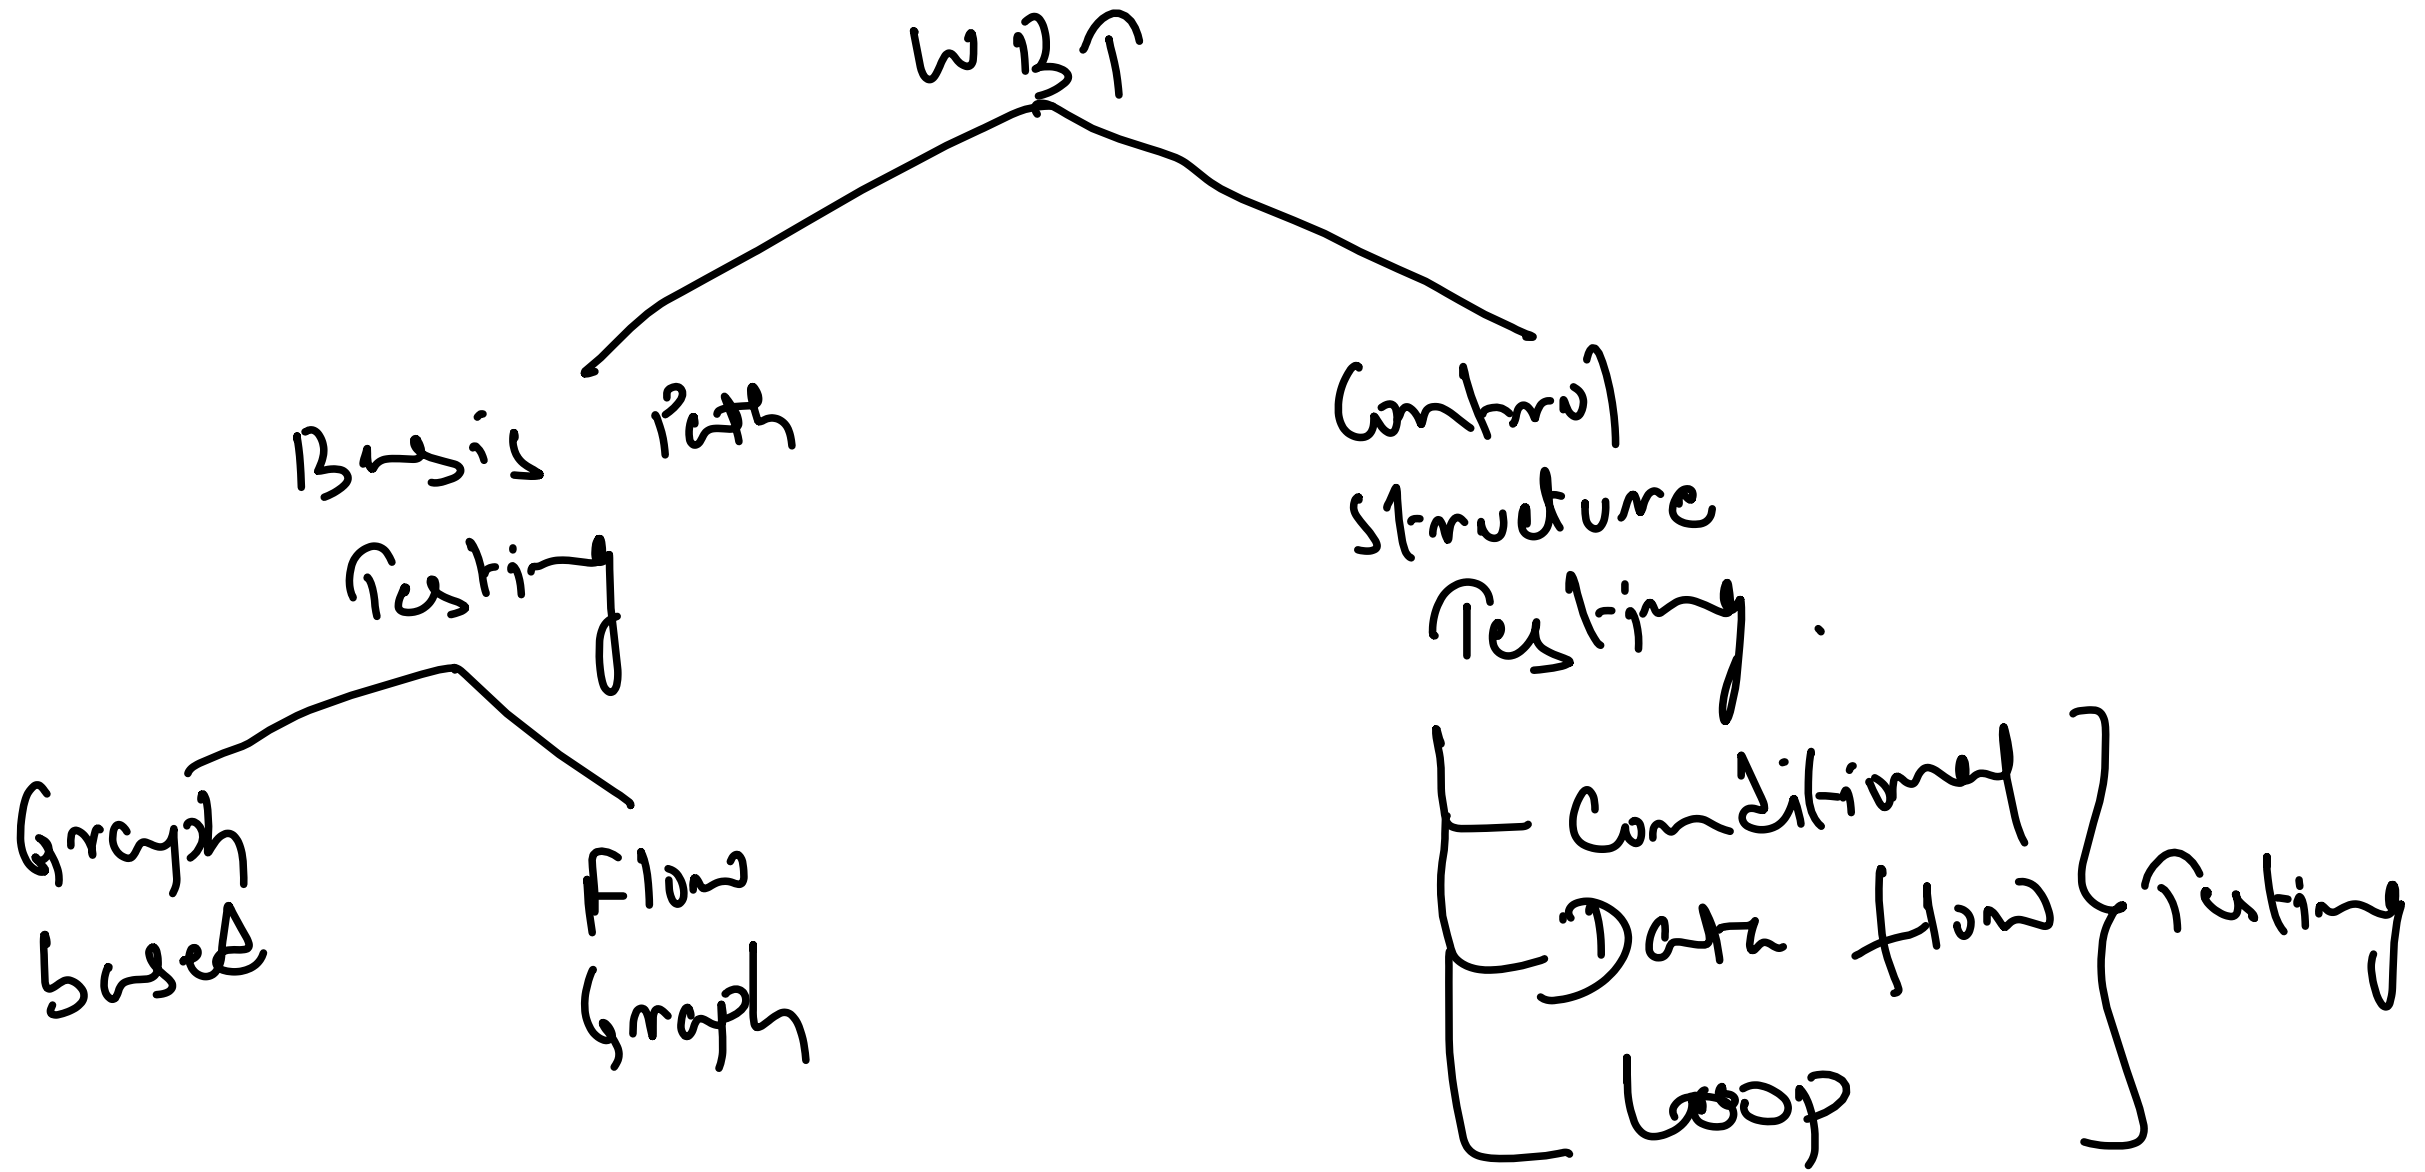 WBT
Basis Path
Testing
Control
Structure
Testing.
Graph
based
Flow
Graph
Conditional
Data flow
Loop
Testing